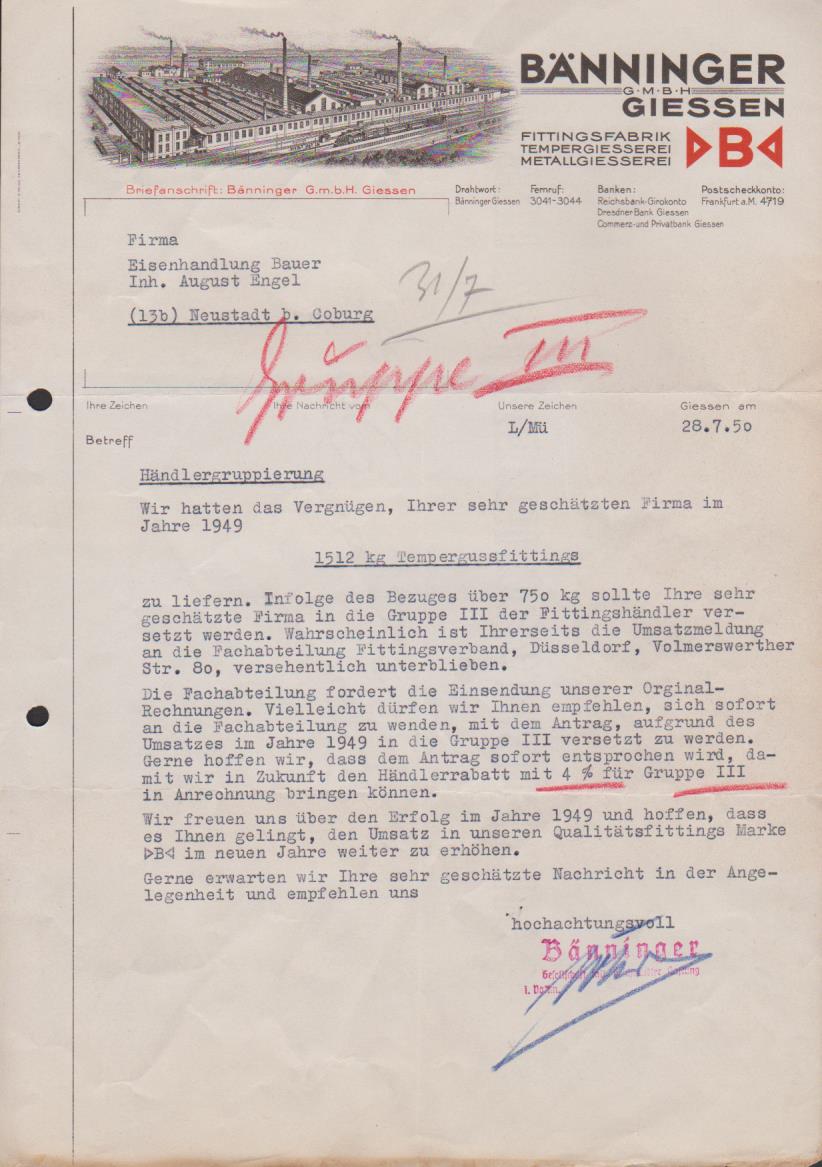 BÄNNINGER
G·M·B·H
GIESSEN
FITTINGSFABRIK
TEMPERGIESSEREI
METALLGIESSEREI
B
Briefanschrift: Bänninger G.m.b.H. Giessen
Drahtwort: Fernruf: Banken: Postscheckkonto:
Bänninger Giessen 3041-3044 Reichsbank-Girokonto Frankfurt a.M. 4719
Dresdner Bank Giessen
Commerz- und Privatbank Giessen
Firma
Eisenhandlung Bauer
Inh. August Engel
(13b) Neustadt b. Coburg
31/7
Gruppe III
Ihre Zeichen Ihre Nachricht vom Unsere Zeichen Giessen am
L/Mü 28.7.50
Betreff
Händlergruppierung
Wir hatten das Vergnügen, Ihrer sehr geschätzten Firma im
Jahre 1949
1512 kg Tempergussfittings
zu liefern. Infolge des Bezuges über 750 kg sollte Ihre sehr
geschätzte Firma in die Gruppe III der Fittingshändler ver-
setzt werden. Wahrscheinlich ist Ihrerseits die Umsatzmeldung
an die Fachabteilung Fittingsverband, Düsseldorf, Volmerswerther
Str. 80, versehentlich unterblieben.
Die Fachabteilung fordert die Einsendung unserer Orginal-
Rechnungen. Vielleicht dürfen wir Ihnen empfehlen, sich sofort
an die Fachabteilung zu wenden, mit dem Antrag, aufgrund des
Umsatzes im Jahre 1949 in die Gruppe III versetzt zu werden.
Gerne hoffen wir, dass dem Antrag sofort entsprochen wird, da-
mit wir in Zukunft den Händlerrabatt mit 4 % für Gruppe III
in Anrechnung bringen können.
Wir freuen uns über den Erfolg im Jahre 1949 und hoffen, dass
es Ihnen gelingt, den Umsatz in unseren Qualitätsfittings Marke
▷B◁ im neuen Jahre weiter zu erhöhen.
Gerne erwarten wir Ihre sehr geschätzte Nachricht in der Ange-
legenheit und empfehlen uns
hochachtungsvoll
Bänninger
Gesellschaft